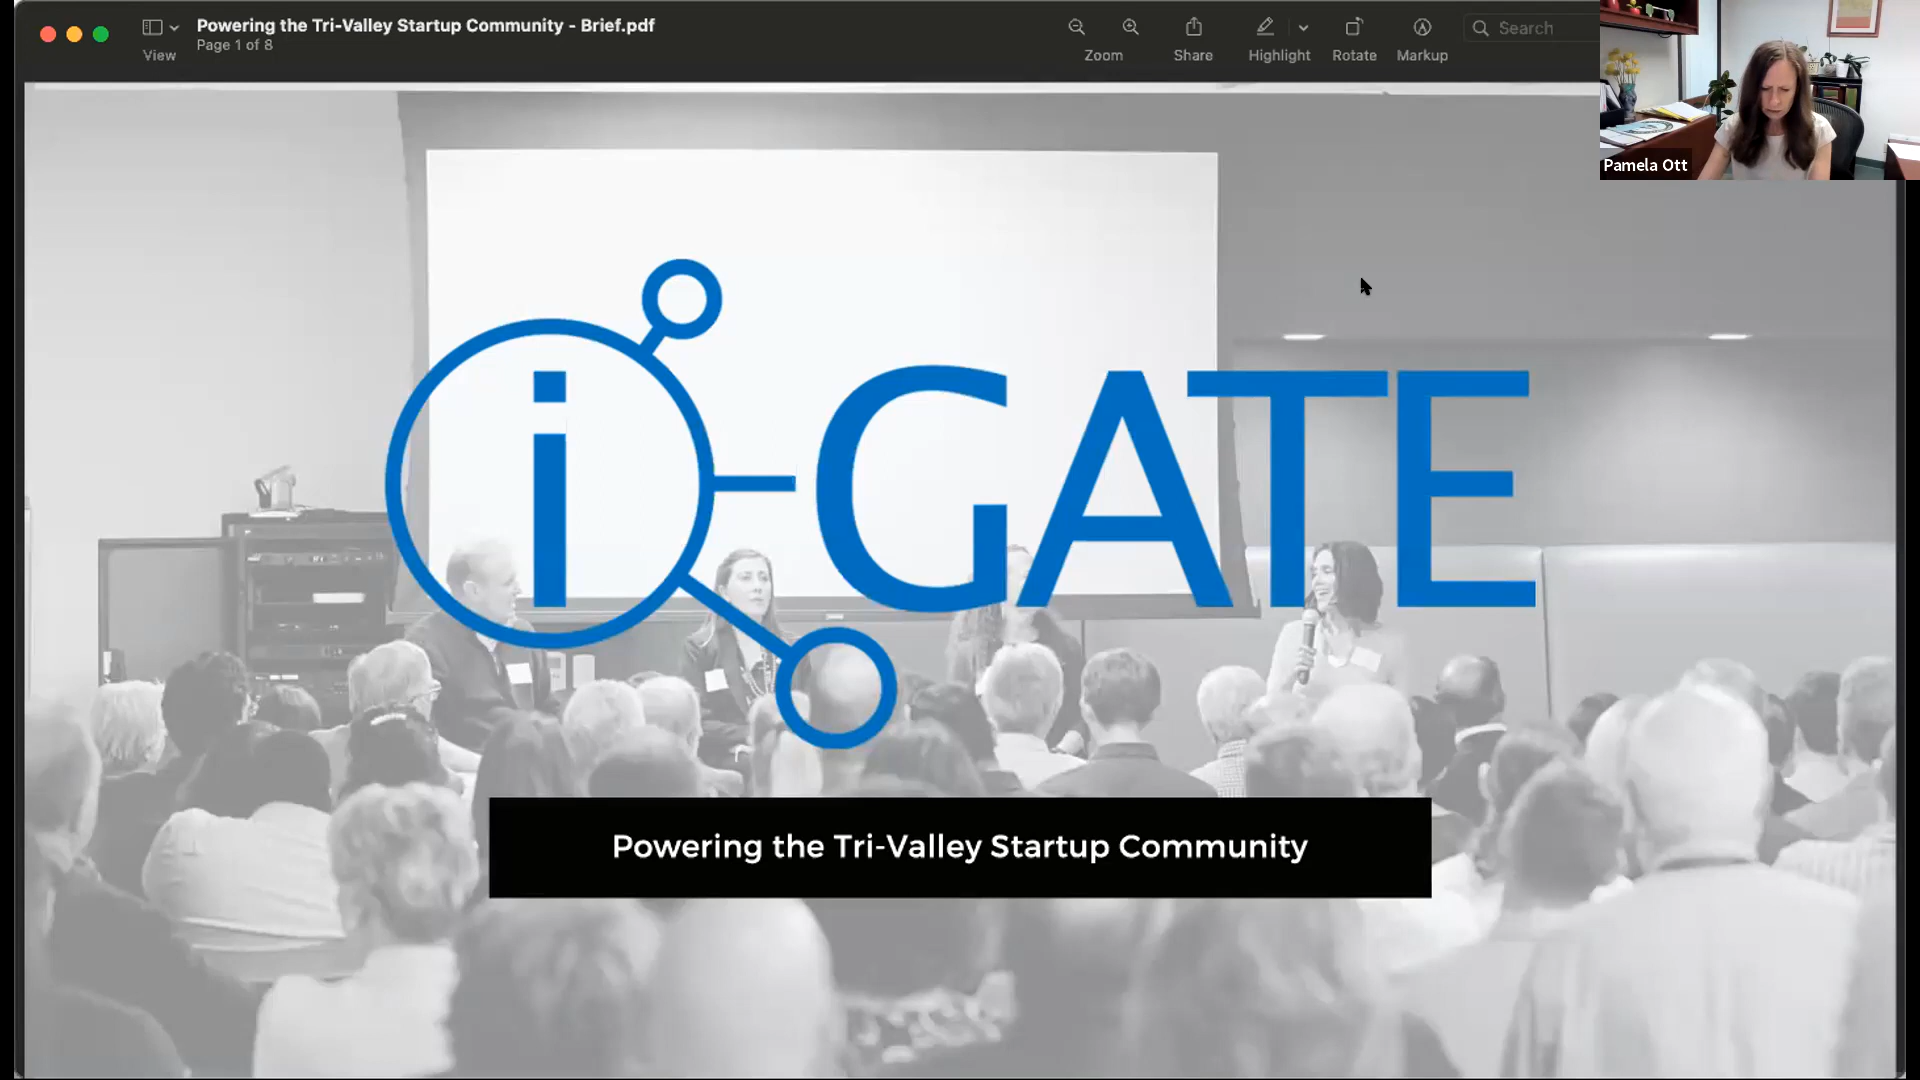 Powering the Tri-Valley Startup Community - Brief.pdf
Page 1 of 8
View
Zoom
Share
Highlight
Rotate
Markup
Search
Pamela Ott
i-GATE
Powering the Tri-Valley Startup Community